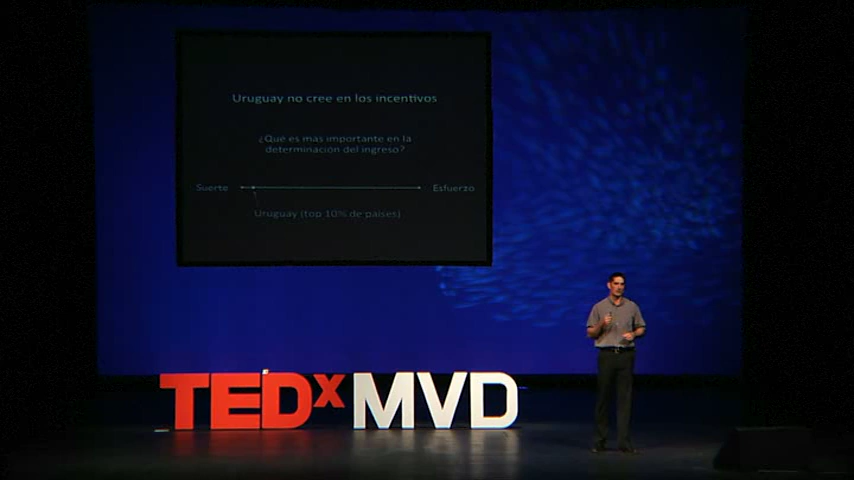 Uruguay no cree en los incentivos
¿Que es más importante en la
determinación del ingreso?
Suerte
Esfuerzo
Uruguay (top 10% de países)
TEDxMVD